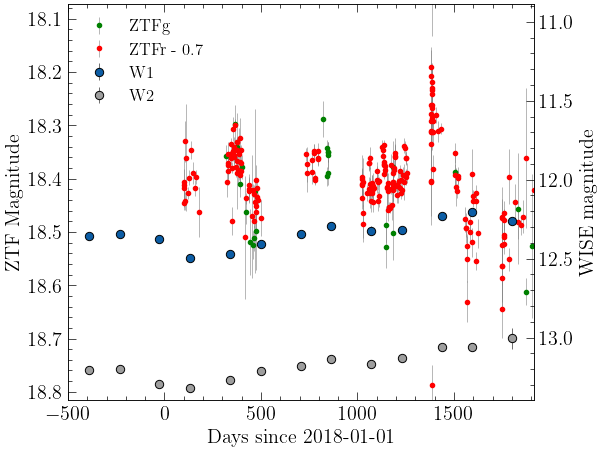 ZTFg
ZTFr - 0.7
W1
W2
18.1
18.2
18.3
18.4
18.5
18.6
18.7
18.8
ZTF Magnitude
11.0
11.5
12.0
12.5
13.0
WISE magnitude
−500
0
500
1000
1500
Days since 2018-01-01